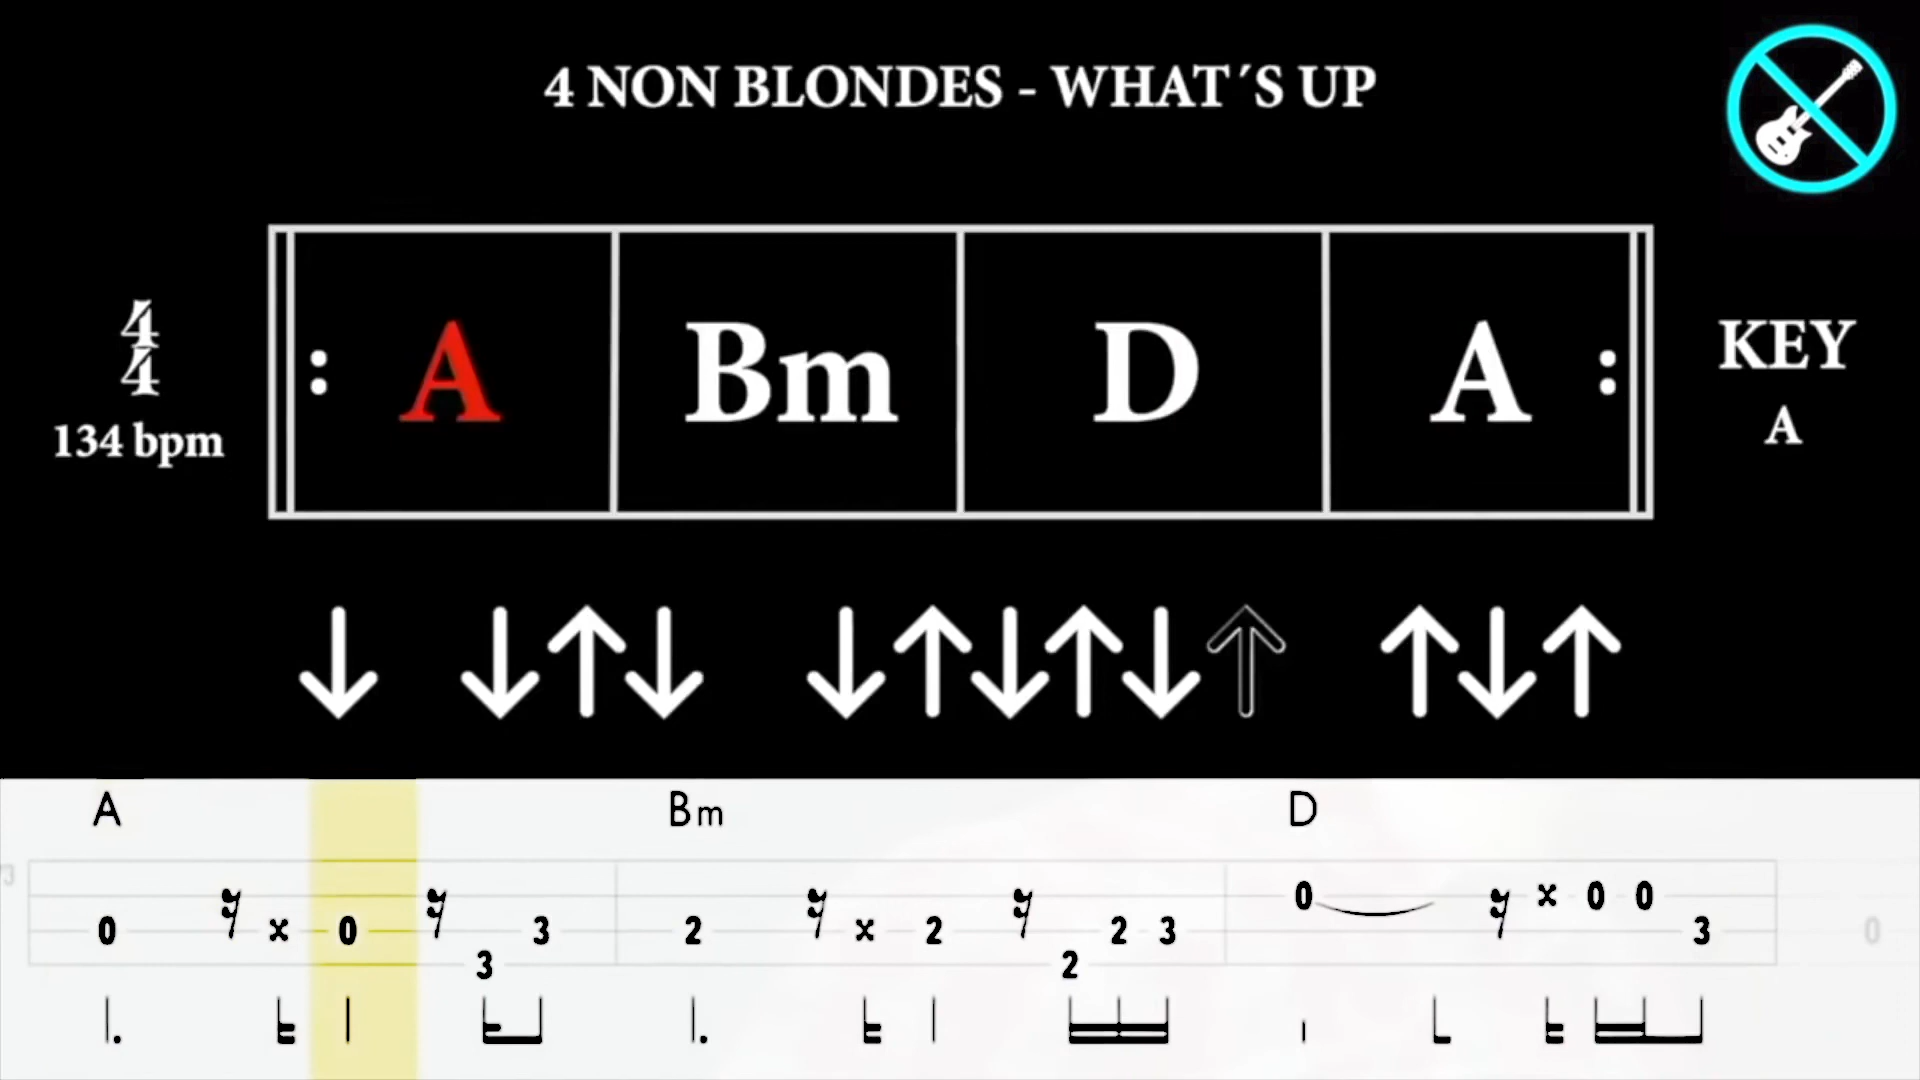 4 NON BLONDES - WHAT´S UP
4
4
134 bpm
: A Bm D A :
KEY
A
A Bm D
0 x 0 3 3 2 x 2 2 2 3 0 x 0 0 3 0